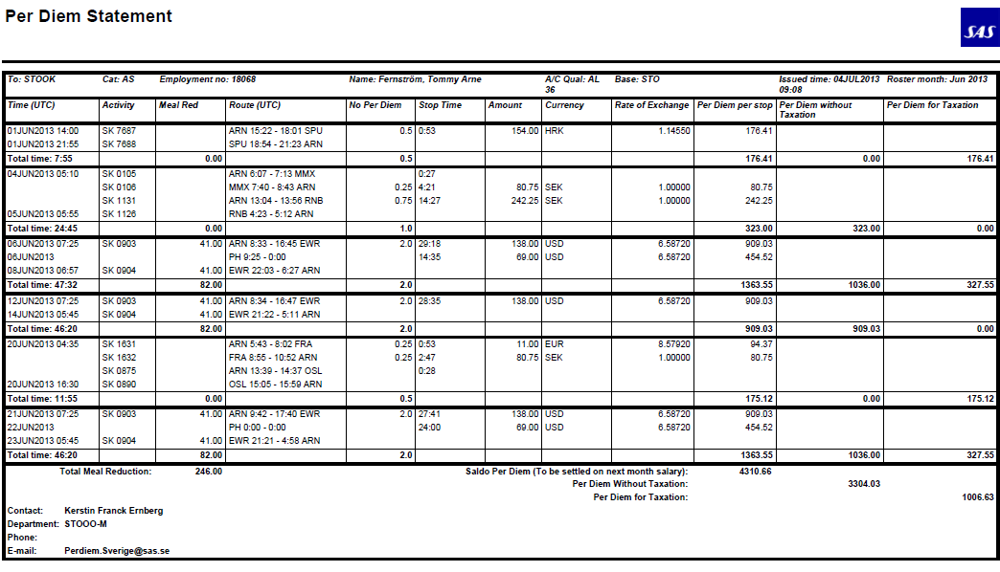 Per Diem Statement
SAS
To: STOOK Cat: AS Employment no: 18068 Name: Fernström, Tommy Arne A/C Qual: AL 36 Base: STO Issued time: 04JUL2013 09:08 Roster month: Jun 2013
Time (UTC) Activity Meal Red Route (UTC) No Per Diem Stop Time Amount Currency Rate of Exchange Per Diem per stop Per Diem without Taxation Per Diem for Taxation
01JUN2013 14:00 SK 7687 ARN 15:22 - 18:01 SPU 0.5 0:53 154.00 HRK 1.14550 176.41
01JUN2013 21:55 SK 7688 SPU 18:54 - 21:23 ARN
Total time: 7:55 0.00 0.5 176.41 0.00 176.41
04JUN2013 05:10 SK 0105 ARN 6:07 - 7:13 MMX 0:27
SK 0106 MMX 7:40 - 8:43 ARN 0.25 4:21 80.75 SEK 1.00000 80.75
SK 1131 ARN 13:04 - 13:56 RNB 0.75 14:27 242.25 SEK 1.00000 242.25
05JUN2013 05:55 SK 1126 RNB 4:23 - 5:12 ARN
Total time: 24:45 0.00 1.0 323.00 323.00 0.00
06JUN2013 07:25 SK 0903 41.00 ARN 8:33 - 16:45 EWR 2.0 29:18 138.00 USD 6.58720 909.03
06JUN2013 PH 9:25 - 0:00 14:35 69.00 USD 6.58720 454.52
08JUN2013 06:57 SK 0904 41.00 EWR 22:03 - 6:27 ARN
Total time: 47:32 82.00 2.0 1363.55 1036.00 327.55
12JUN2013 07:25 SK 0903 41.00 ARN 8:34 - 16:47 EWR 2.0 28:35 138.00 USD 6.58720 909.03
14JUN2013 05:45 SK 0904 41.00 EWR 21:22 - 5:11 ARN
Total time: 46:20 82.00 2.0 909.03 909.03 0.00
20JUN2013 04:35 SK 1631 ARN 5:43 - 8:02 FRA 0.25 0:53 11.00 EUR 8.57920 94.37
SK 1632 FRA 8:55 - 10:52 ARN 0.25 2:47 80.75 SEK 1.00000 80.75
SK 0875 ARN 13:39 - 14:37 OSL 0:28
20JUN2013 16:30 SK 0890 OSL 15:05 - 15:59 ARN
Total time: 11:55 0.00 0.5 175.12 0.00 175.12
21JUN2013 07:25 SK 0903 41.00 ARN 9:42 - 17:40 EWR 2.0 27:41 138.00 USD 6.58720 909.03
22JUN2013 PH 0:00 - 0:00 24:00 69.00 USD 6.58720 454.52
23JUN2013 05:45 SK 0904 41.00 EWR 21:21 - 4:58 ARN
Total time: 46:20 82.00 2.0 1363.55 1036.00 327.55
Total Meal Reduction: 246.00 Saldo Per Diem (To be settled on next month salary): 4310.66
Per Diem Without Taxation: 3304.03
Per Diem for Taxation: 1006.63
Contact: Kerstin Franck Ernberg
Department: STOOO-M
Phone:
E-mail: Perdiem.Sverige@sas.se